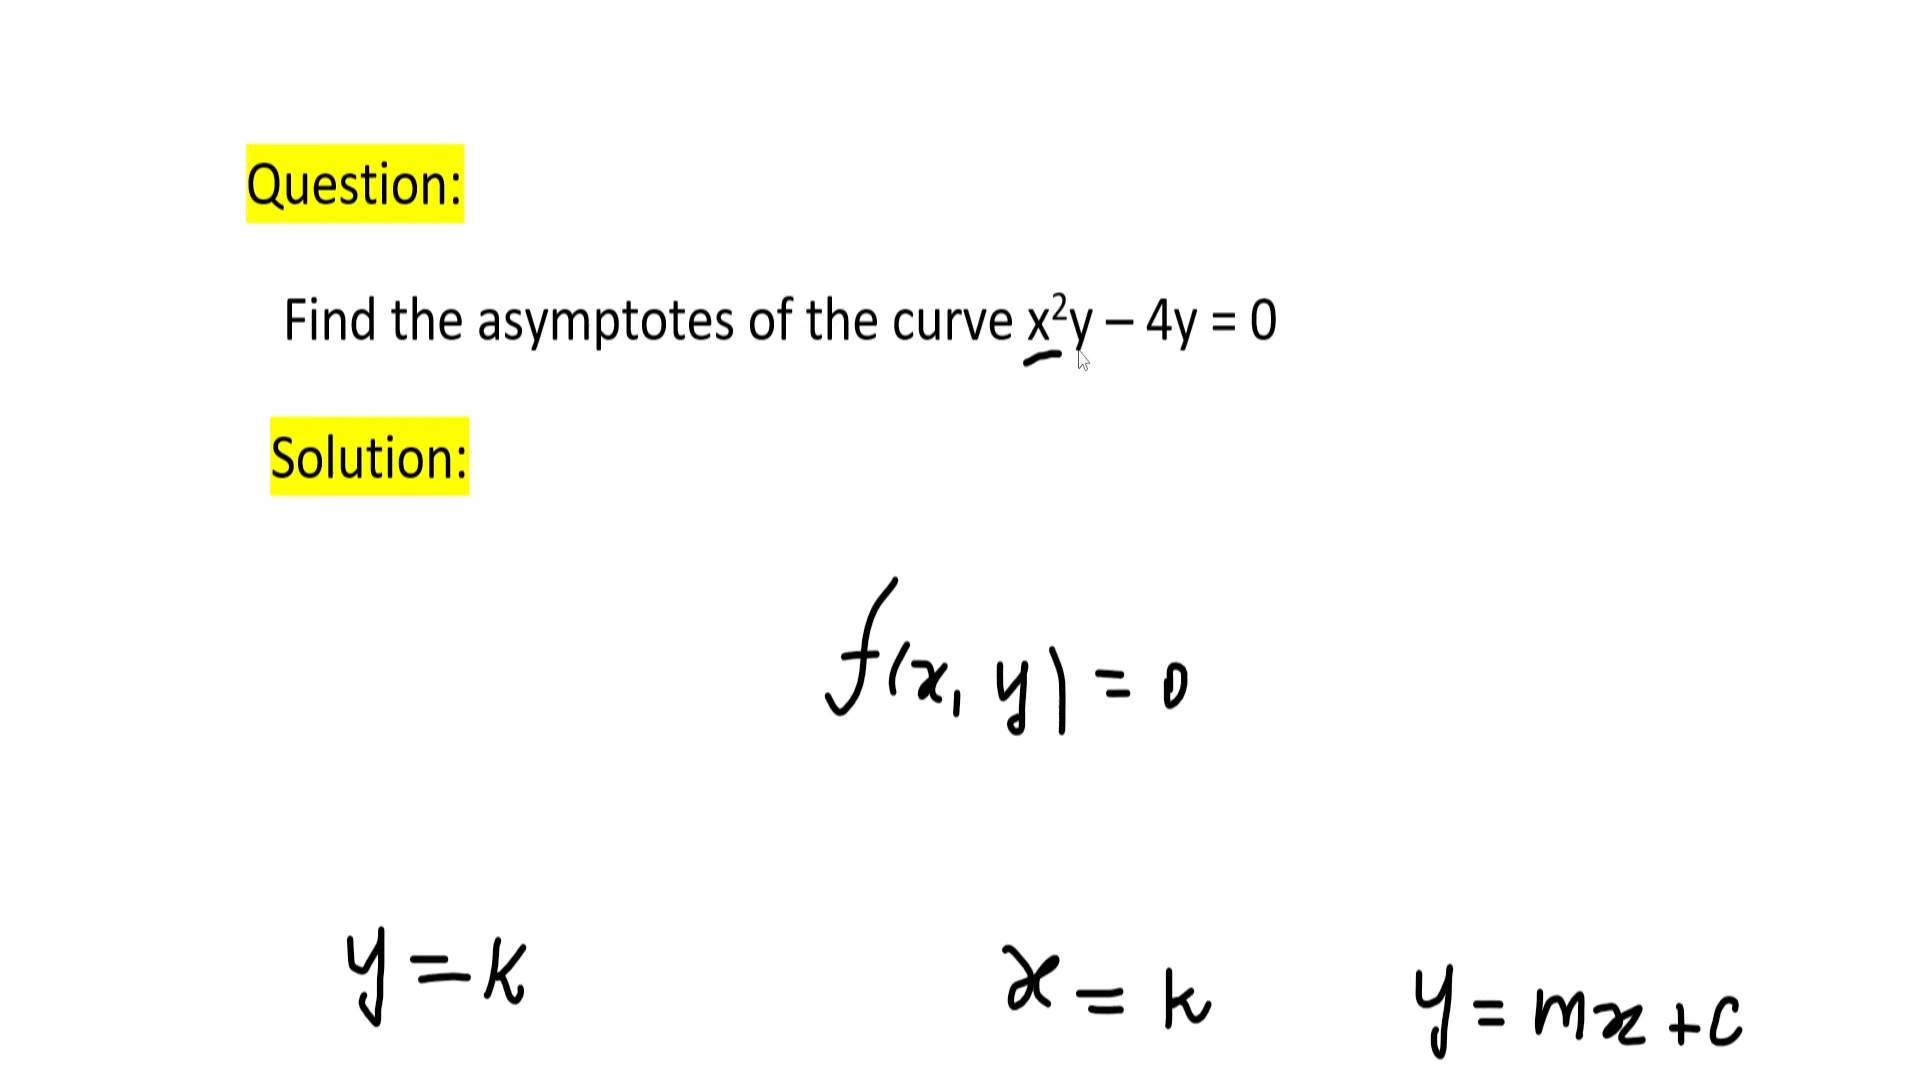 Question:
Find the asymptotes of the curve x²y – 4y = 0
Solution:
f(x, y) = 0
y = k
x = k
y = mx + c